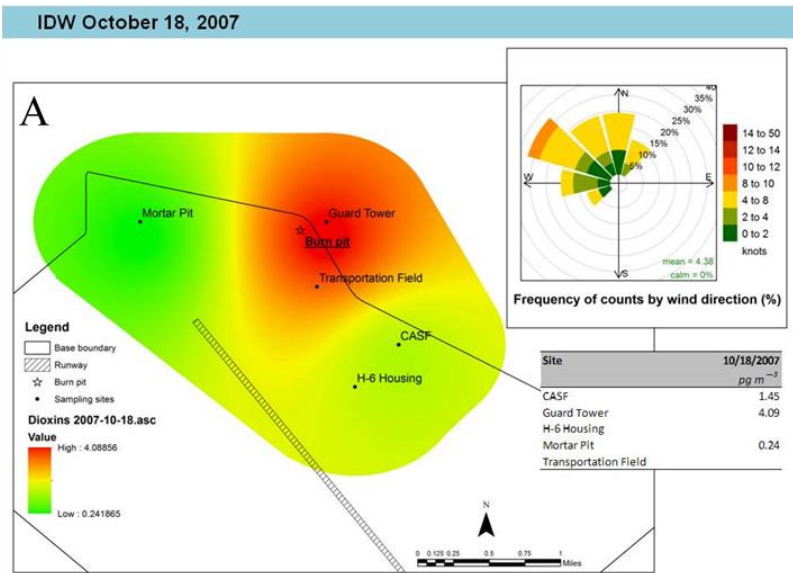 IDW October 18, 2007
A
Mortar Pit
Guard Tower
Burn pit
Transportation Field
CASF
H-6 Housing
Legend
Base boundary
Runway
Burn pit
Sampling sites
Dioxins 2007-10-18.asc
Value
High : 4.08856
Low : 0.241865
N
0 0.125 0.25 0.5 0.75 1
Miles
N
W
E
S
5%
10%
15%
20%
25%
30%
35%
14 to 50
12 to 14
10 to 12
8 to 10
4 to 8
2 to 4
0 to 2
knots
mean = 4.38
calm = 0%
Frequency of counts by wind direction (%)
Site 10/18/2007
pg m⁻³
CASF 1.45
Guard Tower 4.09
H-6 Housing
Mortar Pit 0.24
Transportation Field